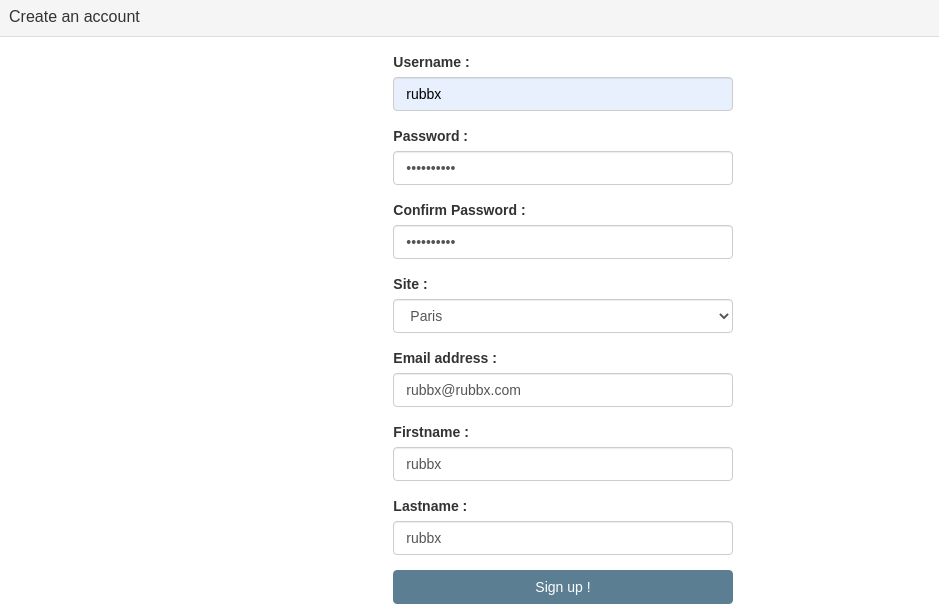 Create an account
Username :
rubbx
Password :
••••••••••
Confirm Password :
••••••••••
Site :
Paris
Email address :
rubbx@rubbx.com
Firstname :
rubbx
Lastname :
rubbx
Sign up !